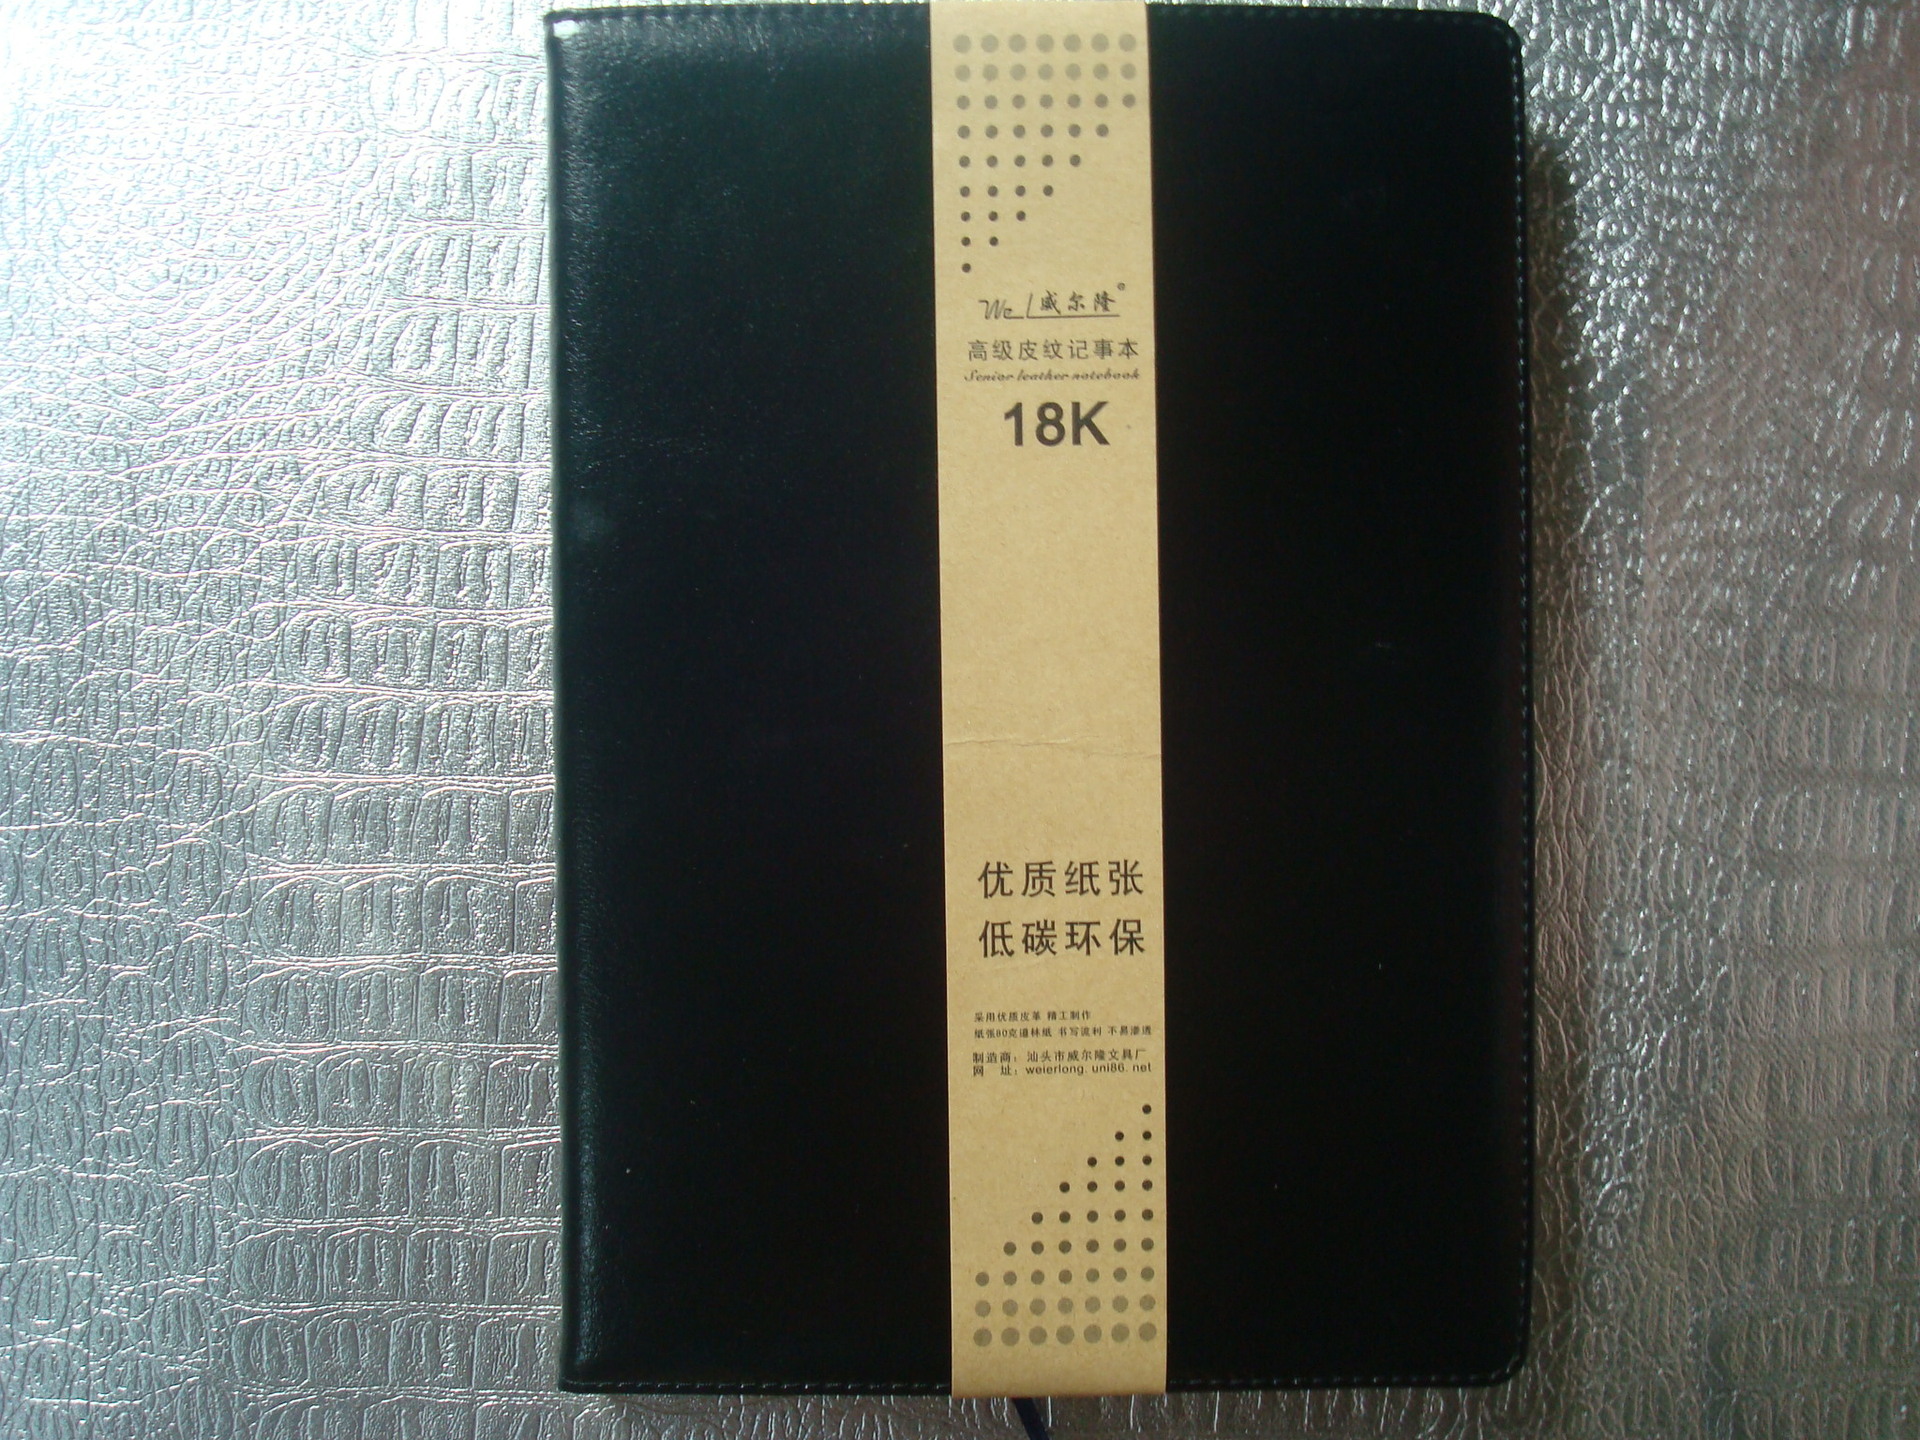 We L 威尔隆®
高级皮纹记事本
Senior leather notebook
18K
优质纸张
低碳环保
采用优质皮革 精工制作
纸张80克道林纸 书写流利 不易渗透
制造商：汕头市威尔隆文具厂
网 址：weierlong.uni86.net